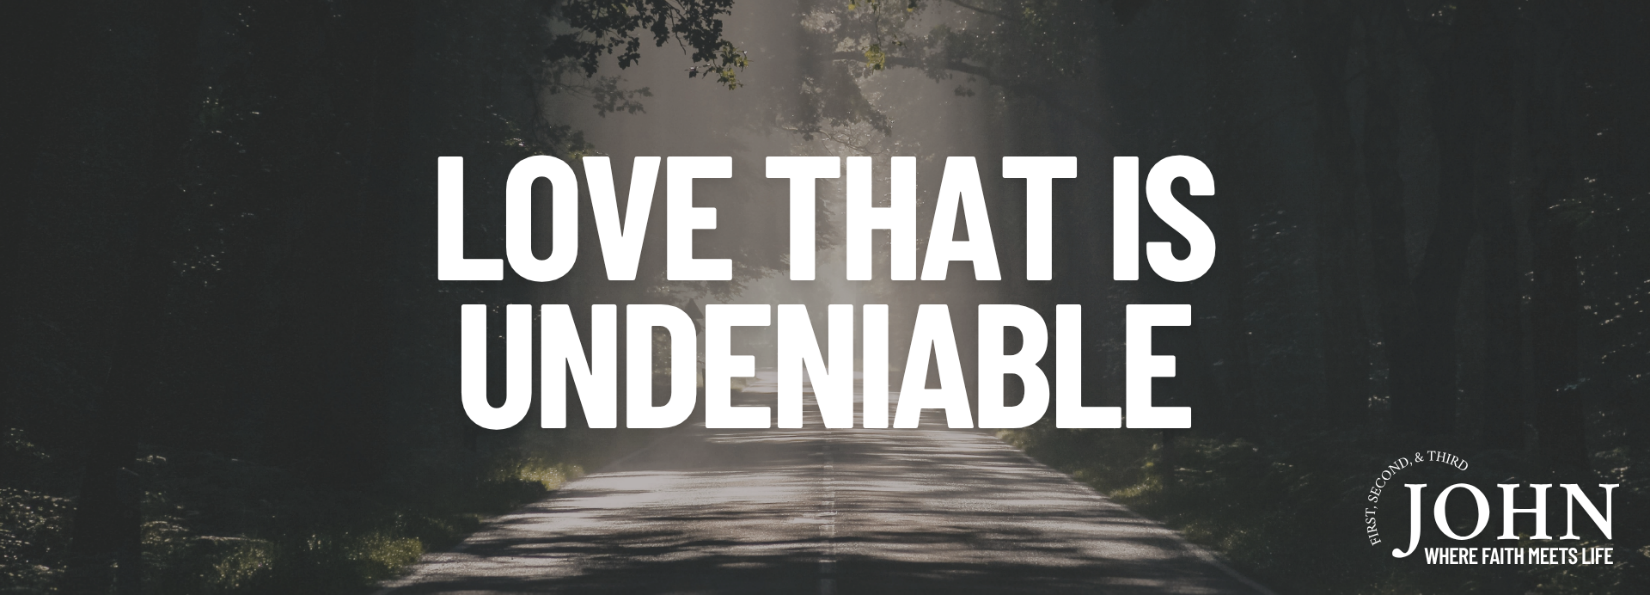 LOVE THAT IS
UNDENIABLE
FIRST, SECOND, & THIRD
JOHN
WHERE FAITH MEETS LIFE